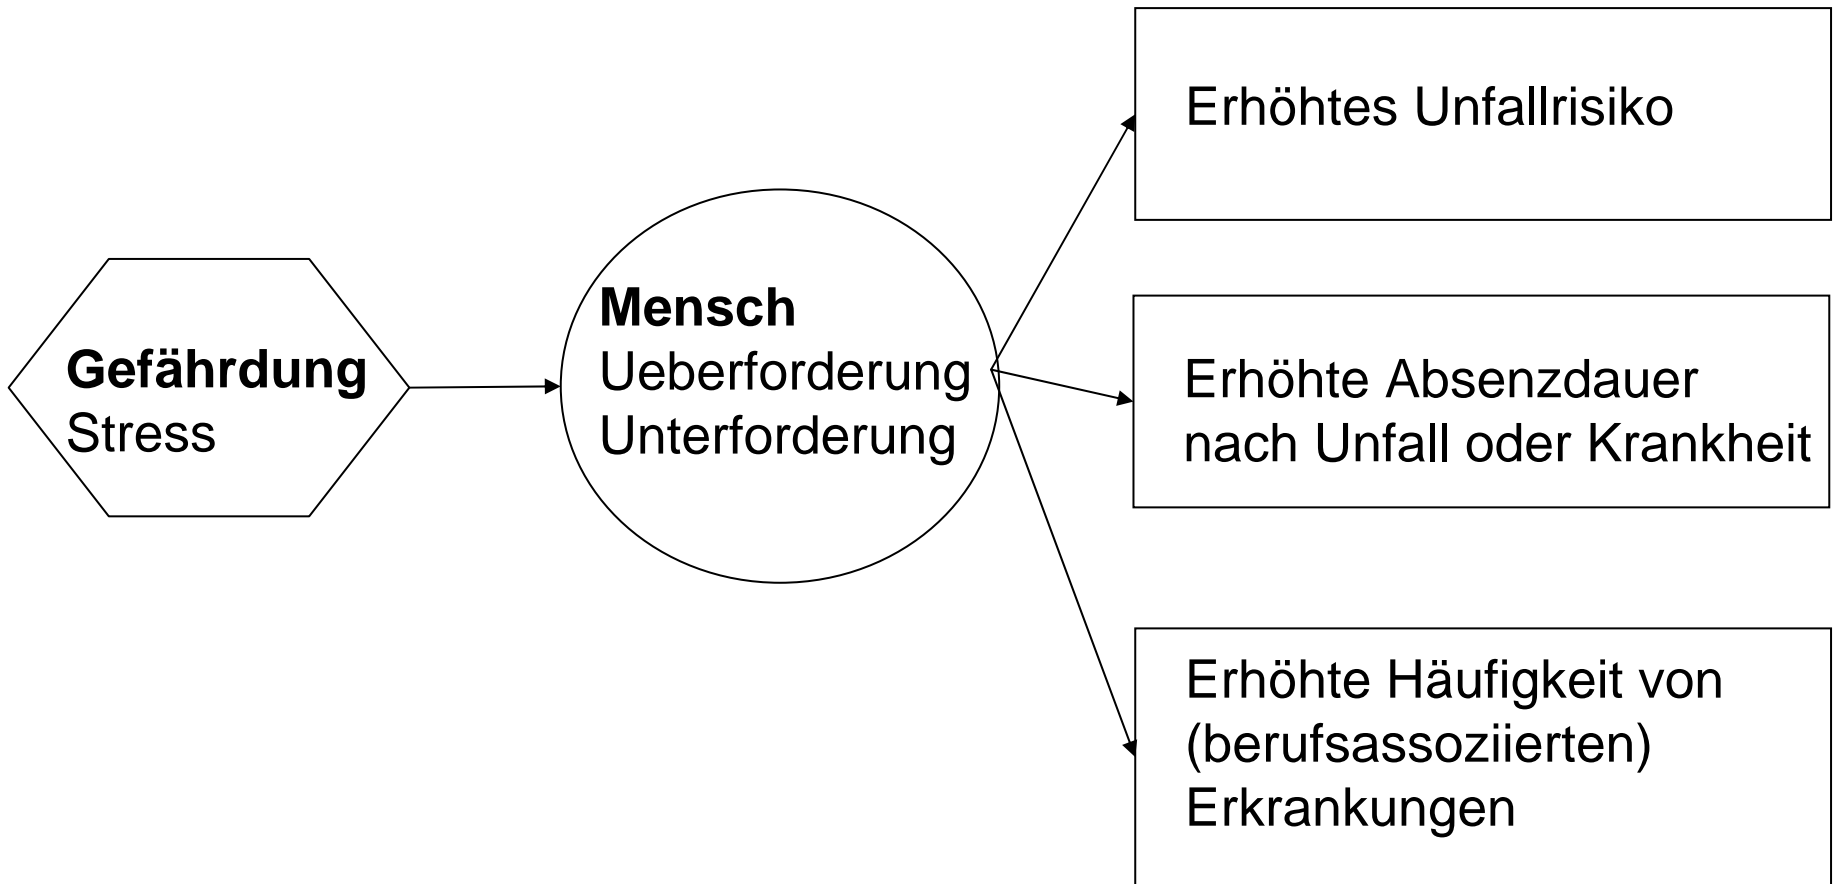 Gefährdung
Stress
Mensch
Ueberforderung
Unterforderung
Erhöhtes Unfallrisiko
Erhöhte Absenzdauer
nach Unfall oder Krankheit
Erhöhte Häufigkeit von
(berufsassoziierten)
Erkrankungen